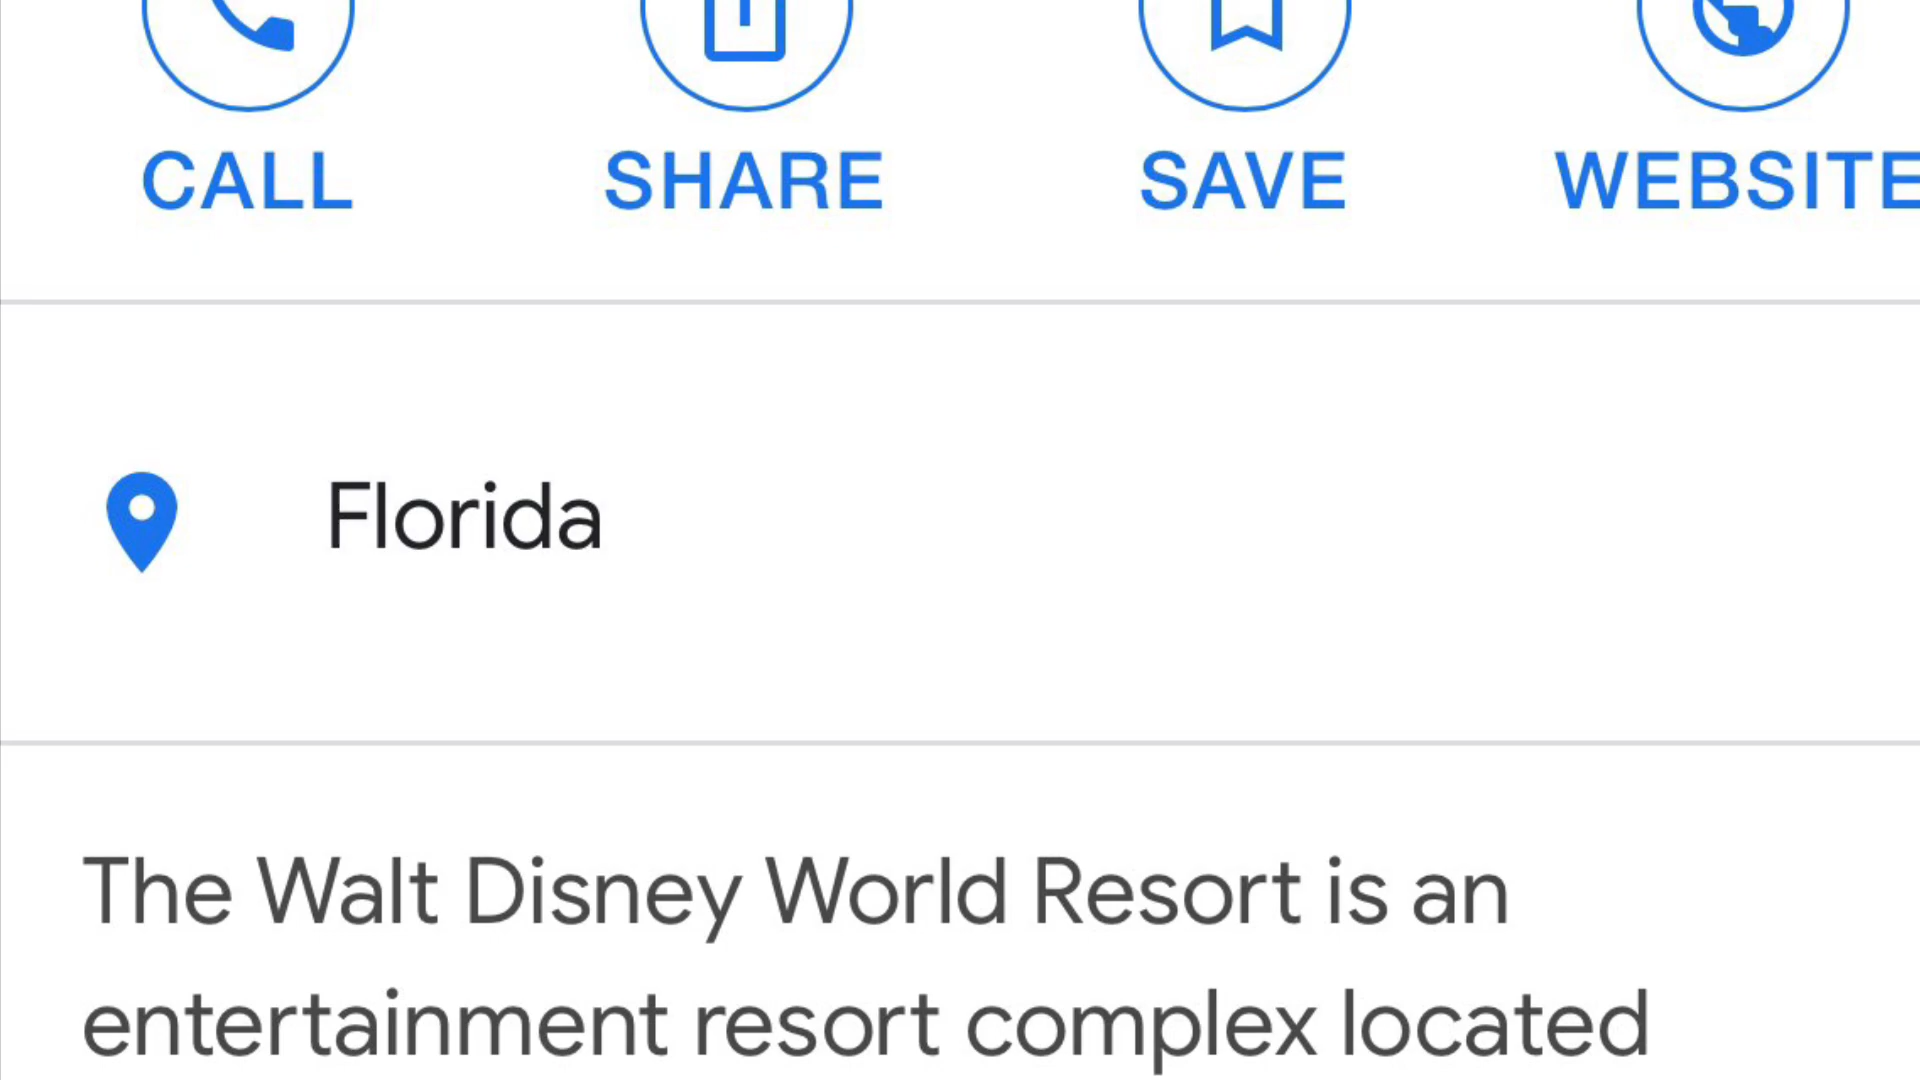 CALL SHARE SAVE WEBSITE
Florida
The Walt Disney World Resort is an
entertainment resort complex located